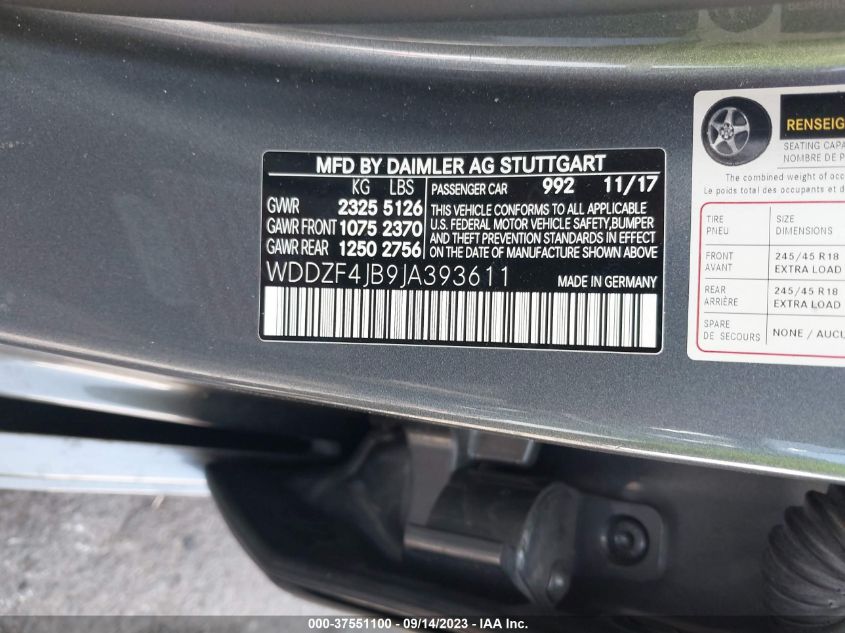 MFD BY DAIMLER AG STUTTGART
KG LBS
GVWR 2325 5126
GAWR FRONT 1075 2370
GAWR REAR 1250 2756
PASSENGER CAR 992 11/17
THIS VEHICLE CONFORMS TO ALL APPLICABLE
U.S. FEDERAL MOTOR VEHICLE SAFETY,BUMPER
AND THEFT PREVENTION STANDARDS IN EFFECT
ON THE DATE OF MANUFACTURE SHOWN ABOVE
WDDZF4JB9JA393611
MADE IN GERMANY
RENSEIG
SEATING CAPA
NOMBRE DE P
The combined weight of occ
Le poids total des occupants et d
TIRE SIZE
PNEU DIMENSIONS
FRONT 245/45 R18
AVANT EXTRA LOAD
REAR 245/45 R18
ARRIÈRE EXTRA LOAD
SPARE NONE / AUCU
DE SECOURS
000-37551100 - 09/14/2023 - IAA Inc.